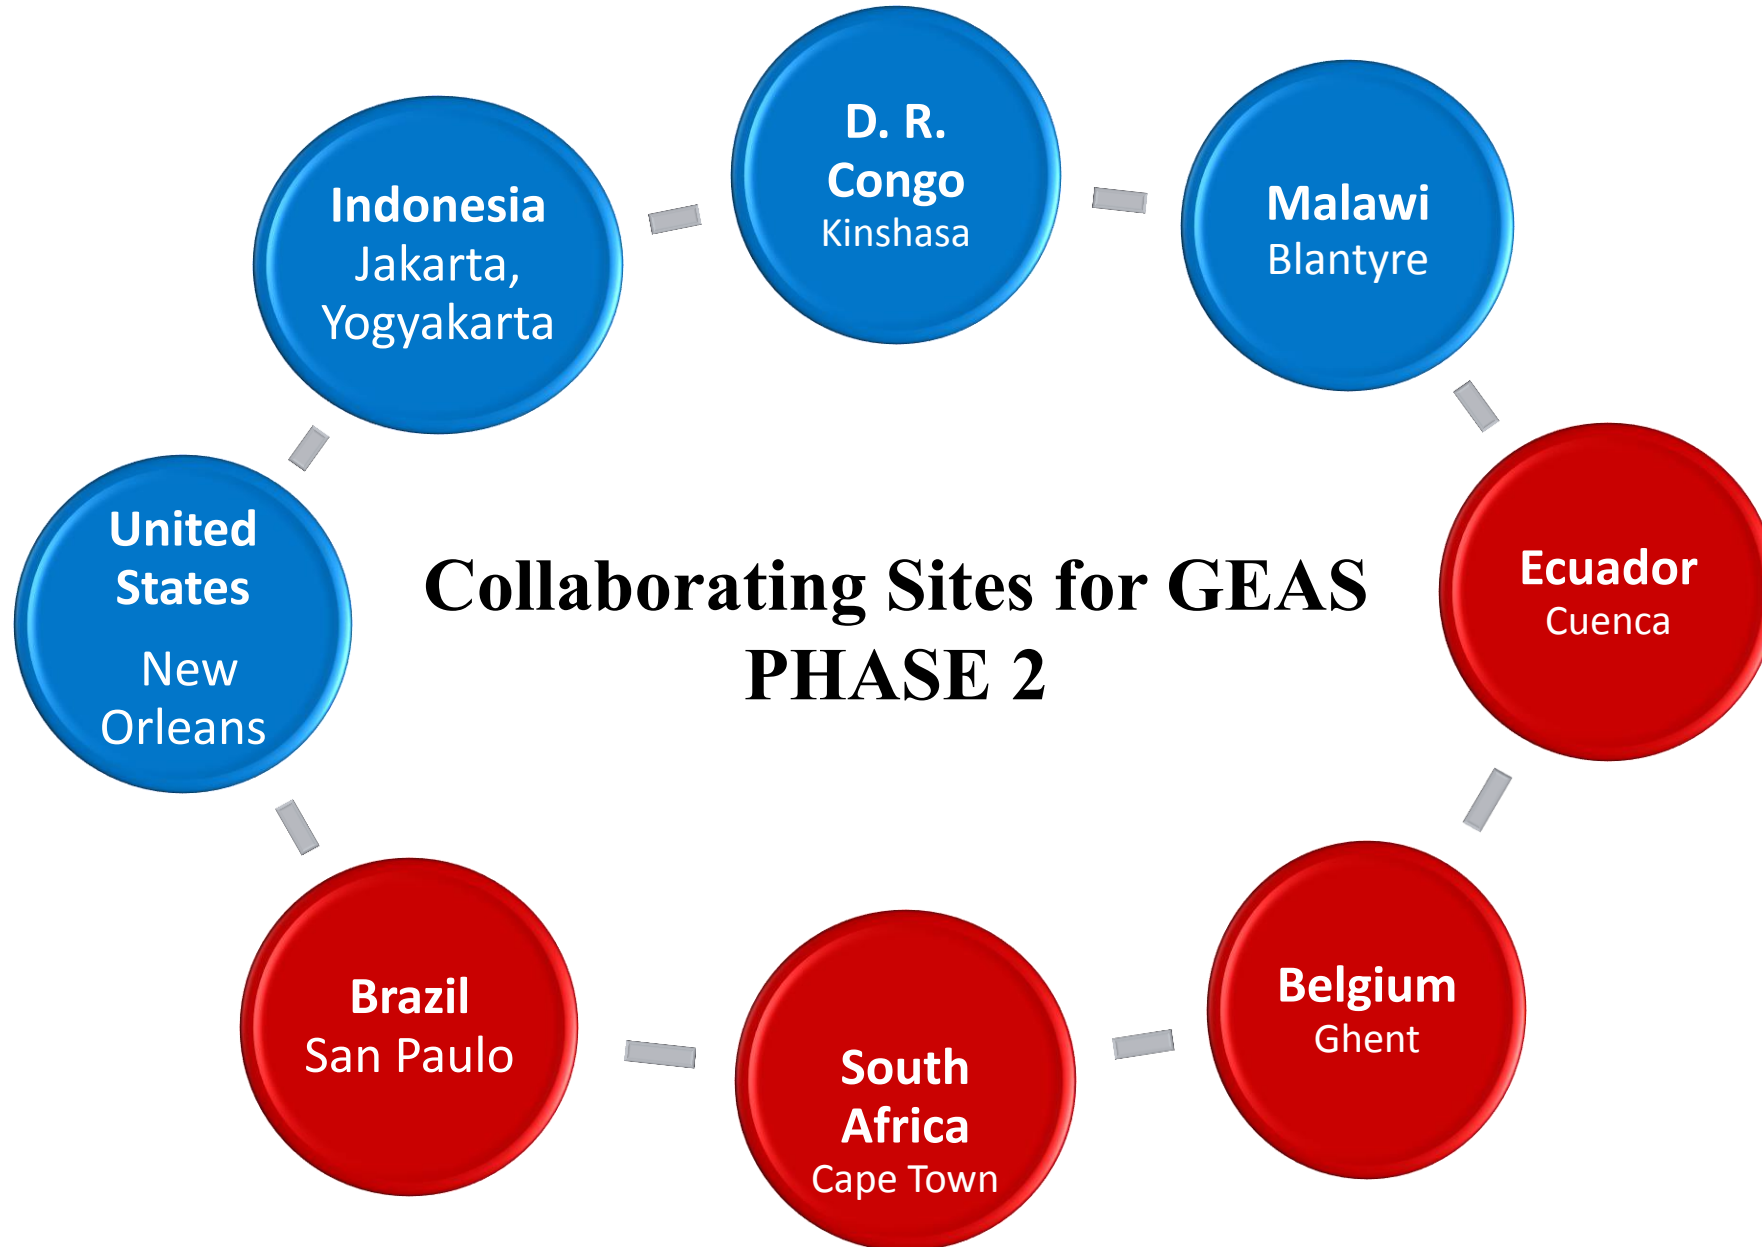 D. R.
Congo
Kinshasa
Malawi
Blantyre
Indonesia
Jakarta,
Yogyakarta
United
States
New
Orleans
Collaborating Sites for GEAS
PHASE 2
Ecuador
Cuenca
Brazil
San Paulo
South
Africa
Cape Town
Belgium
Ghent